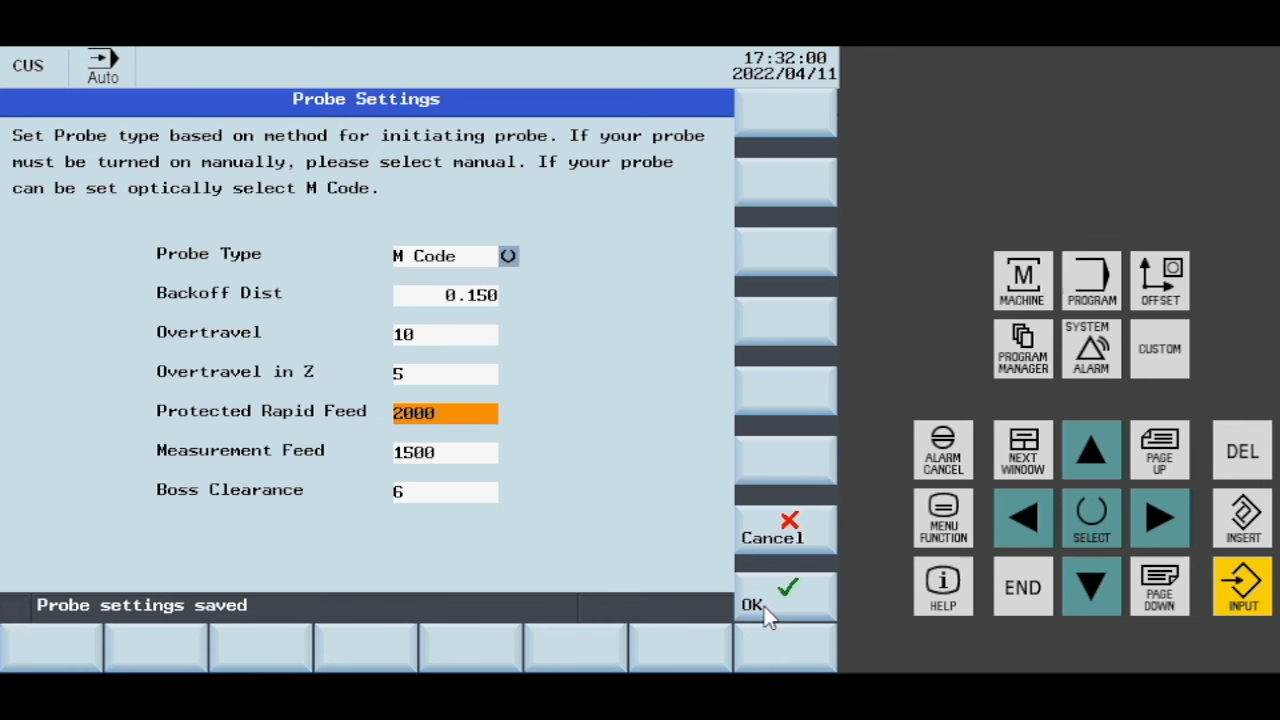 CUS
Auto
17:32:00
2022/04/11
Probe Settings
Set Probe type based on method for initiating probe. If your probe
must be turned on manually, please select manual. If your probe
can be set optically select M Code.
Probe Type M Code
Backoff Dist 0.150
Overtravel 10
Overtravel in Z 5
Protected Rapid Feed 2000
Measurement Feed 1500
Boss Clearance 6
Cancel
OK
Probe settings saved
M
MACHINE
PROGRAM
OFFSET
PROGRAM
MANAGER
SYSTEM
ALARM
CUSTOM
ALARM
CANCEL
NEXT
WINDOW
PAGE
UP
DEL
MENU
FUNCTION
SELECT
INSERT
HELP
END
PAGE
DOWN
INPUT